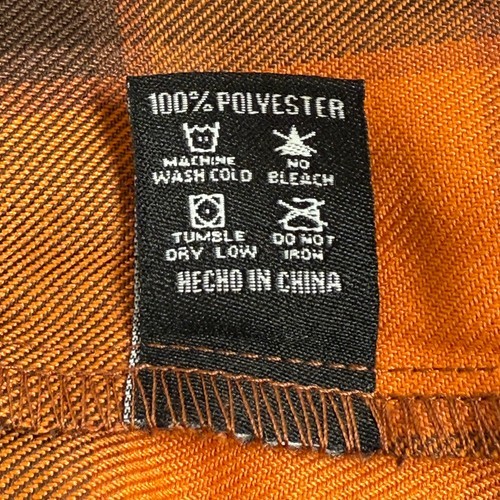 100% POLYESTER
MACHINE
WASH COLD
NO
BLEACH
TUMBLE
DRY LOW
DO NOT
IRON
HECHO IN CHINA